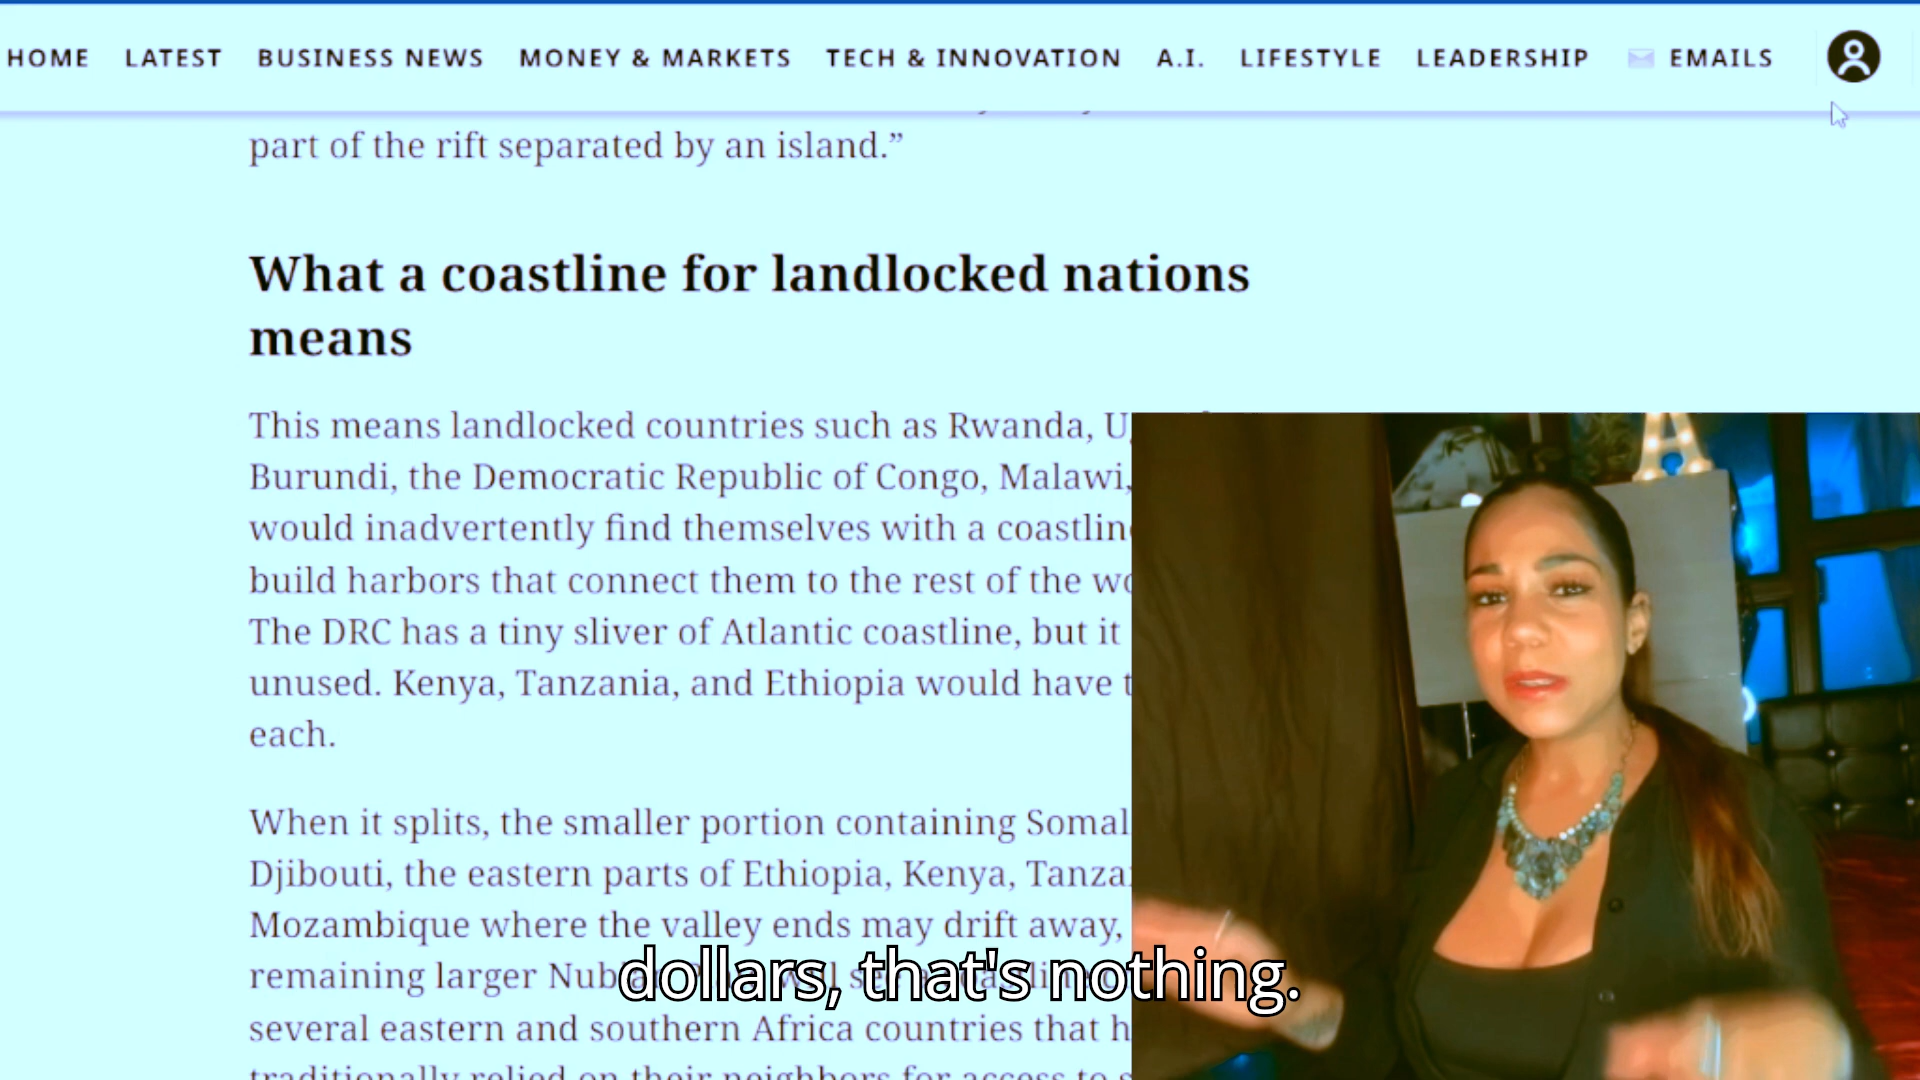 HOME LATEST BUSINESS NEWS MONEY & MARKETS TECH & INNOVATION A.I. LIFESTYLE LEADERSHIP EMAILS
part of the rift separated by an island.”
What a coastline for landlocked nations
means
This means landlocked countries such as Rwanda,
Burundi, the Democratic Republic of Congo, Malawi,
would inadvertently find themselves with a
build harbors that connect them to the rest of the
The DRC has a tiny sliver of Atlantic coastline, but it
unused. Kenya, Tanzania, and Ethiopia would have
each.
When it splits, the smaller portion containing
Djibouti, the eastern parts of Ethiopia, Kenya,
Mozambique where the valley ends may drift away,
remaining larger
dollars, that's nothing.
several eastern and southern Africa countries that
traditionally relied on their neighbors for access to
A